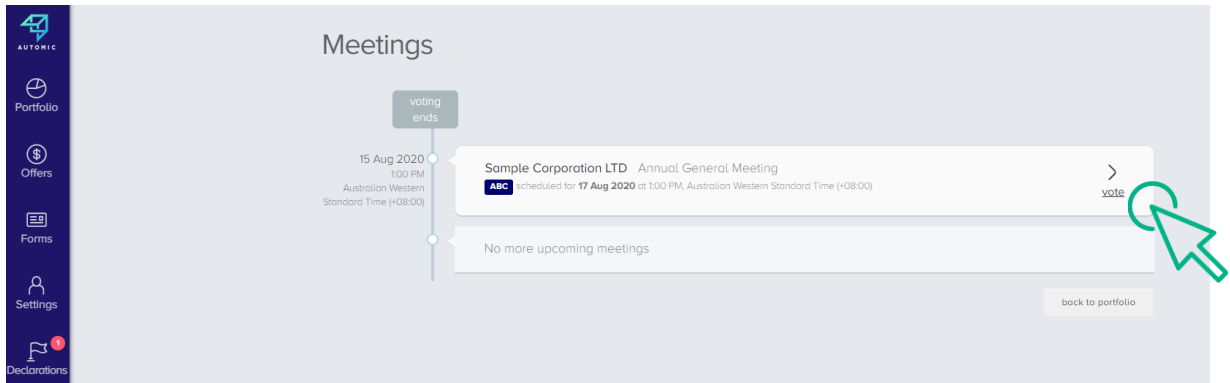 AUTOMIC
Portfolio
Offers
Forms
Settings
1
Declarations
Meetings
voting
ends
15 Aug 2020
1:00 PM
Australian Western
Standard Time (+08:00)
Sample Corporation LTD Annual General Meeting
ABC scheduled for 17 Aug 2020 at 1:00 PM, Australian Western Standard Time (+08:00)
vote
No more upcoming meetings
back to portfolio